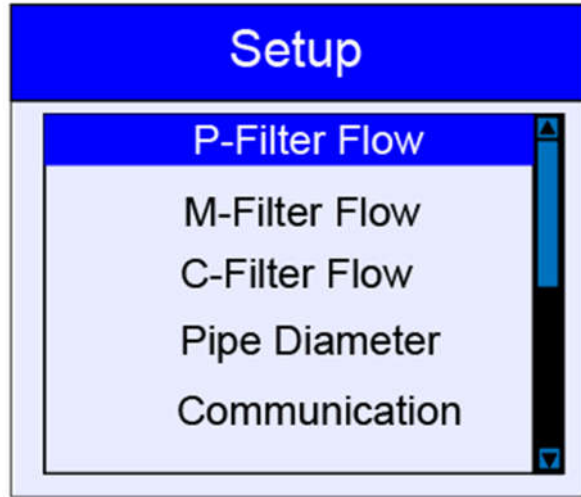 Setup
P-Filter Flow
M-Filter Flow
C-Filter Flow
Pipe Diameter
Communication